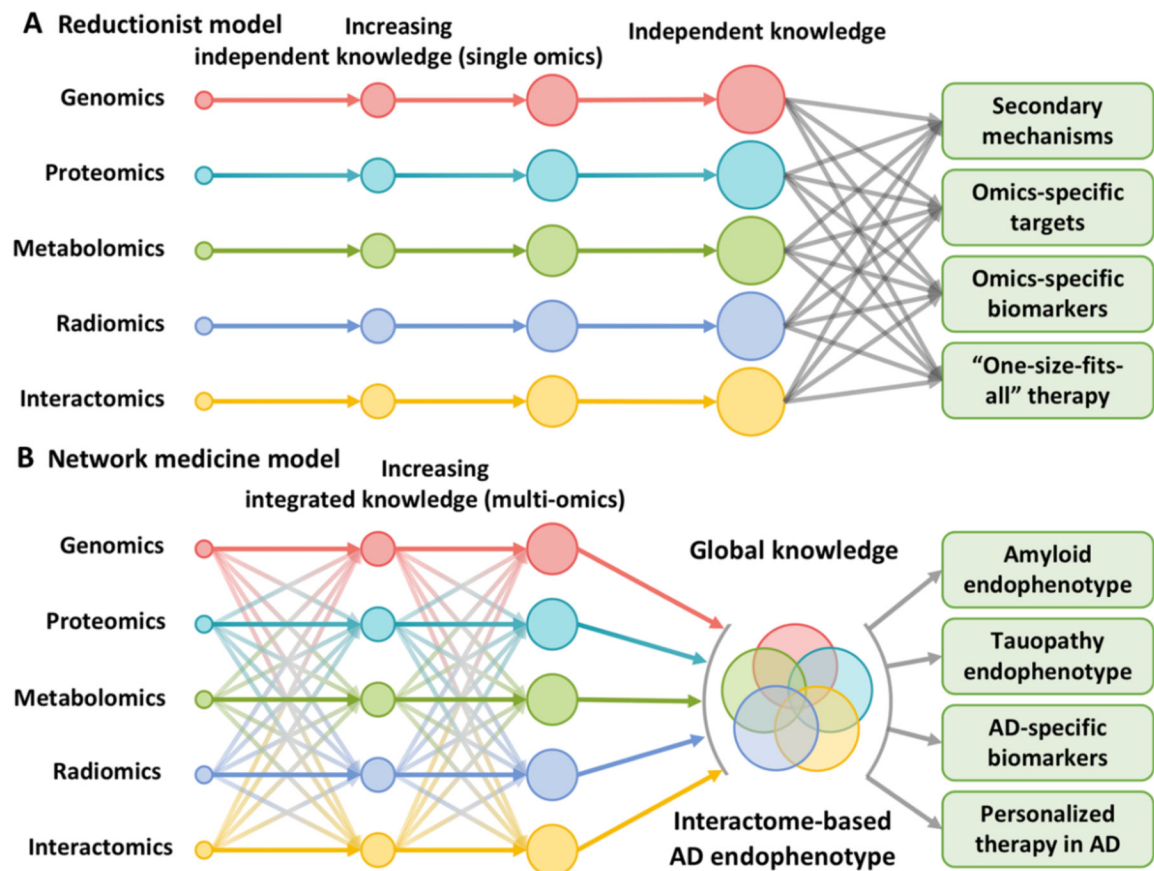 A Reductionist model
Increasing
independent knowledge (single omics)
Independent knowledge
Genomics
Proteomics
Metabolomics
Radiomics
Interactomics
Secondary
mechanisms
Omics-specific
targets
Omics-specific
biomarkers
“One-size-fits-
all” therapy
B Network medicine model
Increasing
integrated knowledge (multi-omics)
Genomics
Proteomics
Metabolomics
Radiomics
Interactomics
Global knowledge
Interactome-based
AD endophenotype
Amyloid
endophenotype
Tauopathy
endophenotype
AD-specific
biomarkers
Personalized
therapy in AD